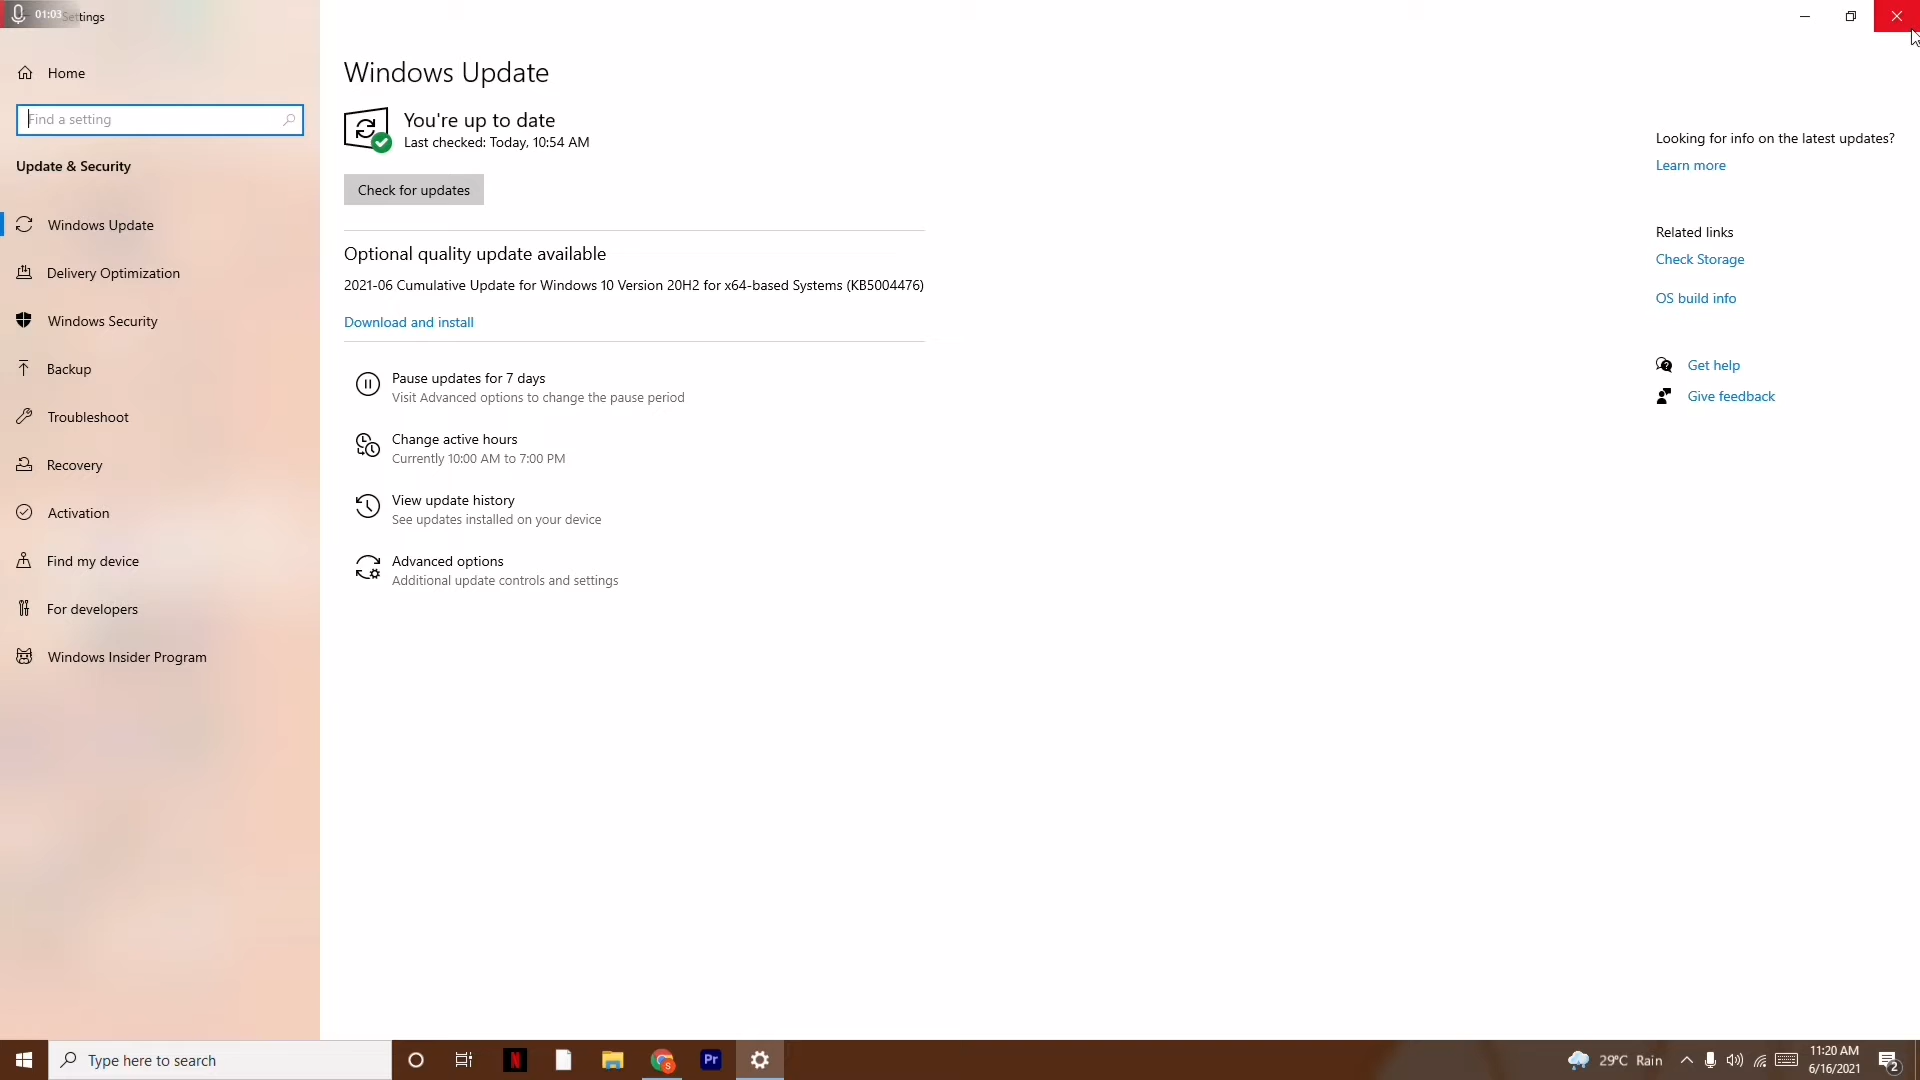 01:03
Settings
Home
Find a setting
Update & Security
Windows Update
Delivery Optimization
Windows Security
Backup
Troubleshoot
Recovery
Activation
Find my device
For developers
Windows Insider Program
Windows Update
You're up to date
Last checked: Today, 10:54 AM
Check for updates
Optional quality update available
2021-06 Cumulative Update for Windows 10 Version 20H2 for x64-based Systems (KB5004476)
Download and install
Pause updates for 7 days
Visit Advanced options to change the pause period
Change active hours
Currently 10:00 AM to 7:00 PM
View update history
See updates installed on your device
Advanced options
Additional update controls and settings
Looking for info on the latest updates?
Learn more
Related links
Check Storage
OS build info
Get help
Give feedback
Type here to search
N
S
Pr
29°C Rain
11:20 AM
6/16/2021
2